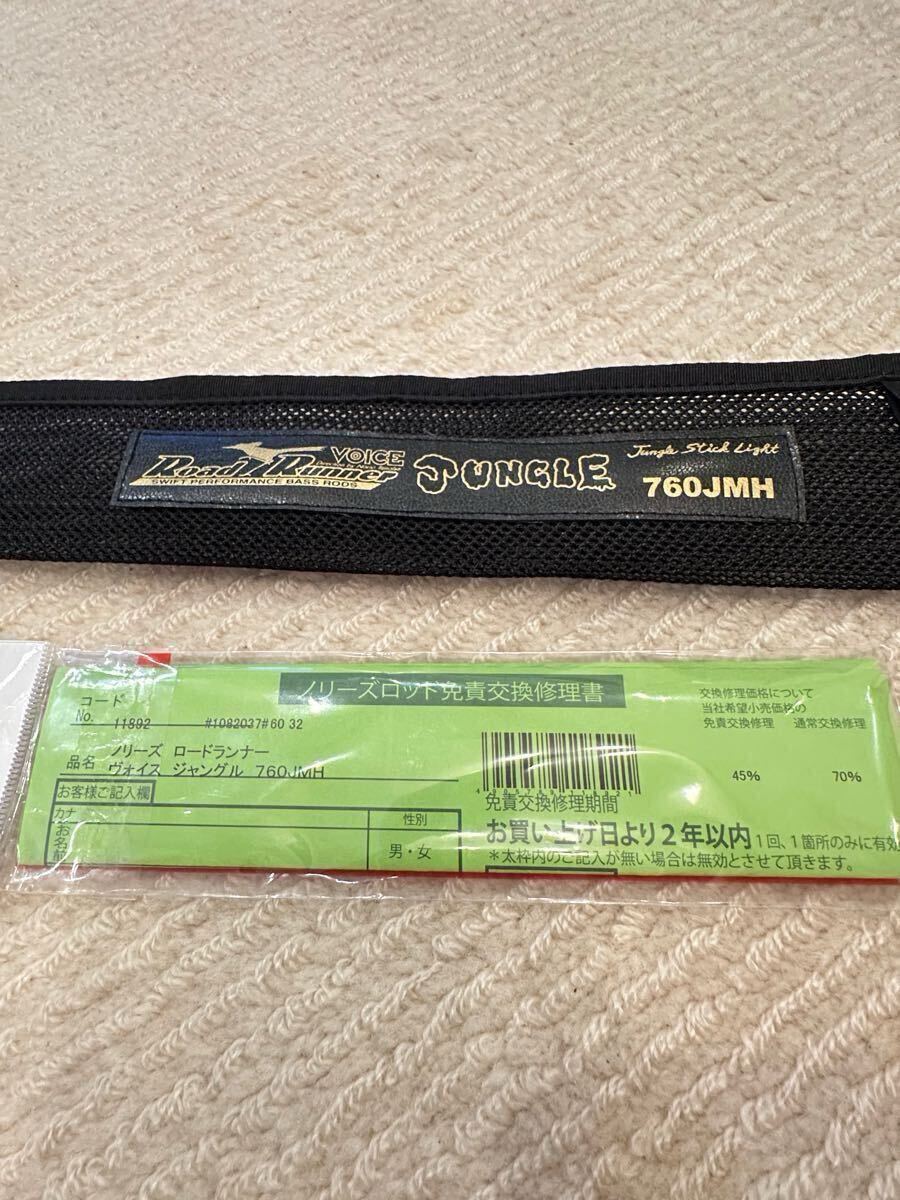 VOICE
Road Runner
SWIFT PERFORMANCE BASS RODS
JUNGLE
Jungle Stick Light
760JMH
ノリーズロッド免責交換修理書
コード
No. 11892 #1082037#60 32
品名 ノリーズ ロードランナー
ヴォイス ジャングル 760JMH
お客様ご記入欄
カナ
お名
性別
男・女
交換修理価格について
当社希望小売価格の
免責交換修理 通常交換修理
45% 70%
免責交換修理期間
お買い上げ日より2年以内 1回、1箇所のみに有効
*太枠内のご記入が無い場合は無効とさせて頂きます。